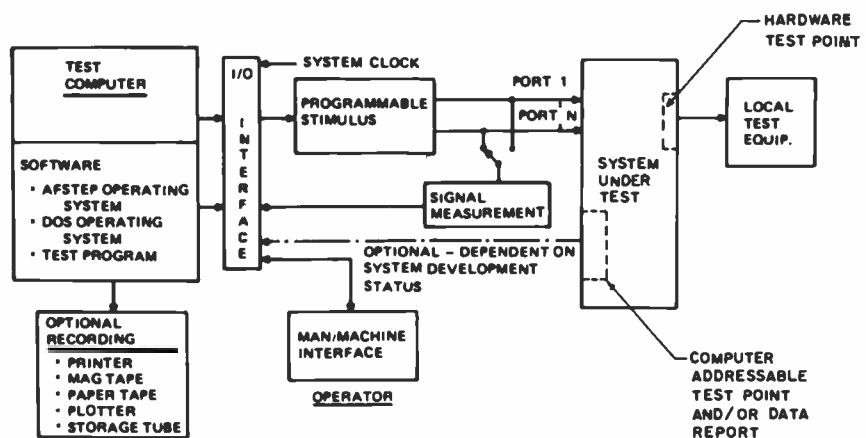 TEST
COMPUTER
SOFTWARE
· AFSTEP OPERATING
SYSTEM
· DOS OPERATING
SYSTEM
· TEST PROGRAM
OPTIONAL
RECORDING
· PRINTER
· MAG TAPE
· PAPER TAPE
· PLOTTER
· STORAGE TUBE
I/O
INTERFACE
SYSTEM CLOCK
PROGRAMMABLE
STIMULUS
PORT 1
PORT N
SIGNAL
MEASUREMENT
OPTIONAL - DEPENDENT ON
SYSTEM DEVELOPMENT
STATUS
MAN/MACHINE
INTERFACE
OPERATOR
SYSTEM
UNDER
TEST
HARDWARE
TEST POINT
LOCAL
TEST
EQUIP.
COMPUTER
ADDRESSABLE
TEST POINT
AND/OR DATA
REPORT